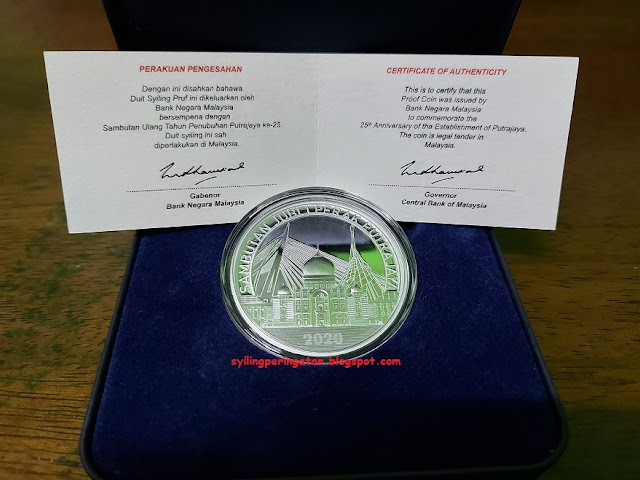 PERAKUAN PENGESAHAN
Dengan ini disahkan bahawa
Duit Syiling Pruf ini dikeluarkan oleh
Bank Negara Malaysia
bersempena dengan
Sambutan Ulang Tahun Penubuhan Putrajaya ke-25.
Duit syiling ini sah
diperlakukan di Malaysia.
Gabenor
Bank Negara Malaysia
CERTIFICATE OF AUTHENTICITY
This is to certify that this
Proof Coin was issued by
Bank Negara Malaysia
to commemorate the
25th Anniversary of the Establishment of Putrajaya.
The coin is legal tender in
Malaysia.
Governor
Central Bank of Malaysia
SAMBUTAN JUBLI PERAK PUTRAJAYA
2020
syilingperingatan.blogspot.com